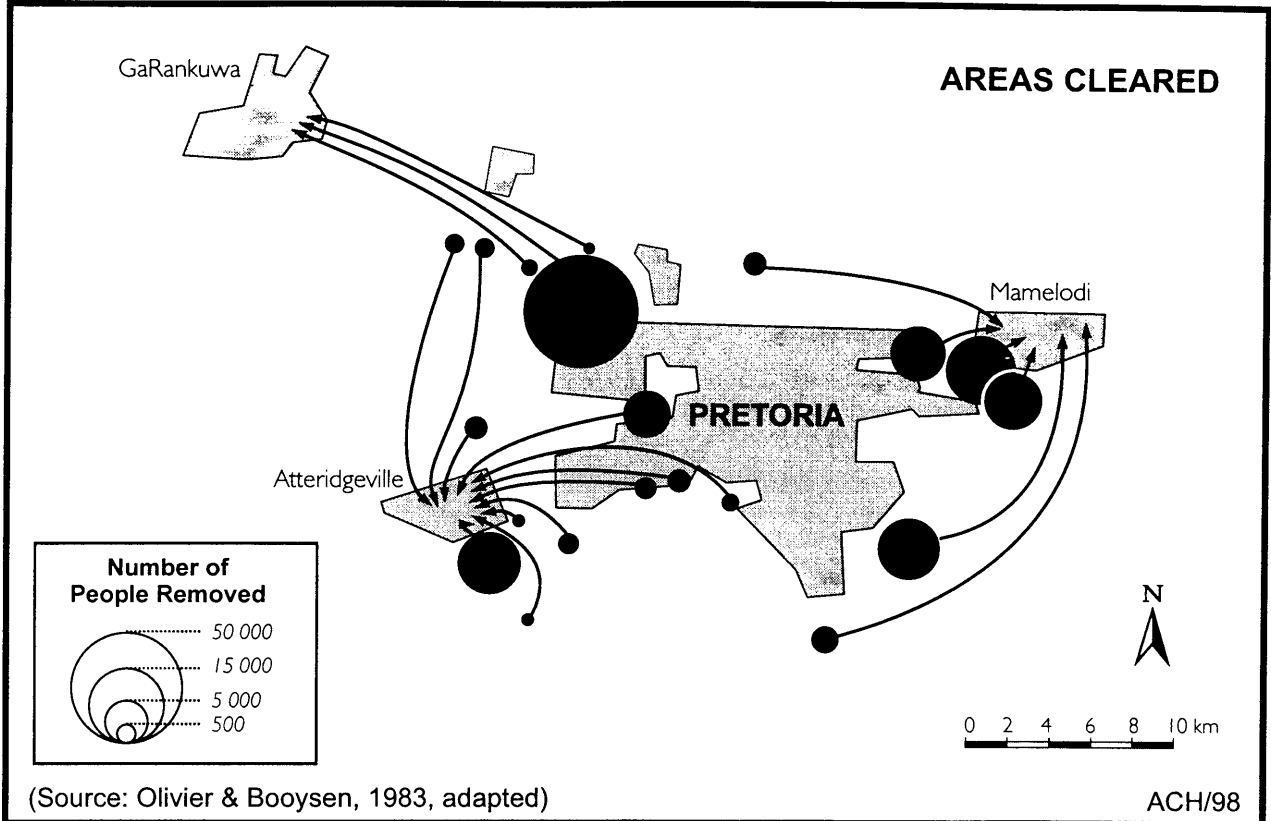 GaRankuwa
AREAS CLEARED
Mamelodi
PRETORIA
Atteridgeville
Number of
People Removed
50 000
15 000
5 000
500
N
0 2 4 6 8 10 km
(Source: Olivier & Booysen, 1983, adapted)
ACH/98